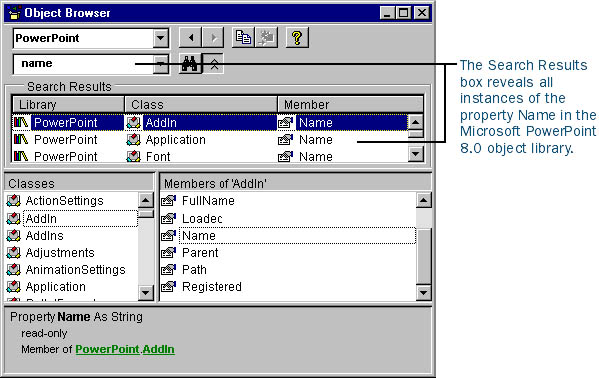 Object Browser
PowerPoint
name
Search Results
Library Class Member
PowerPoint AddIn Name
PowerPoint Application Name
PowerPoint Font Name
The Search Results
box reveals all
instances of the
property Name in the
Microsoft PowerPoint
8.0 object library.
Classes
ActionSettings
AddIn
AddIns
Adjustments
AnimationSettings
Application
Members of 'AddIn'
FullName
Loaded
Name
Parent
Path
Registered
Property Name As String
read-only
Member of PowerPoint.AddIn